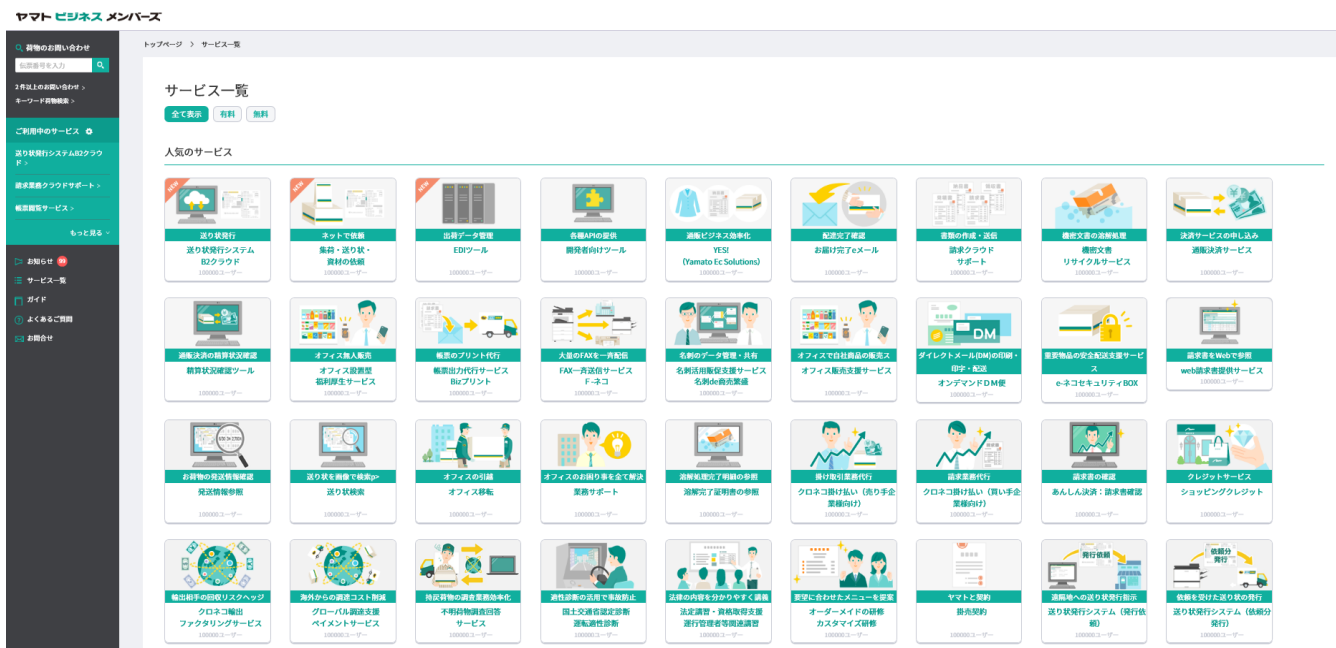 ヤマト ビジネス メンバーズ
荷物のお問い合わせ
伝票番号を入力
2件以上のお問い合わせ >
キーワード荷物検索 >
ご利用中のサービス
送り状発行システムB2クラウ
ド >
請求業務クラウドサポート >
帳票閲覧サービス >
もっと見る
お知らせ 99
サービス一覧
ガイド
よくあるご質問
お問合せ
トップページ > サービス一覧
サービス一覧
全て表示 有料 無料
人気のサービス
NEW
送り状発行
送り状発行システム
B2クラウド
100000ユーザー
NEW
ネットで依頼
集荷・送り状・
資材の依頼
100000ユーザー
NEW
出荷データ管理
EDIツール
100000ユーザー
各種APIの提供
開発者向けツール
100000ユーザー
通販ビジネス効率化
YES!
(Yamato Ec Solutions)
100000ユーザー
配達完了確認
お届け完了eメール
100000ユーザー
書類の作成・送信
請求クラウド
サポート
100000ユーザー
機密文書の溶解処理
機密文書
リサイクルサービス
100000ユーザー
決済サービスの申し込み
通販決済サービス
100000ユーザー
通販決済の精算状況確認
精算状況確認ツール
100000ユーザー
オフィス無人販売
オフィス設置型
福利厚生サービス
100000ユーザー
帳票のプリント代行
帳票出力代行サービス
Bizプリント
100000ユーザー
大量のFAXを一斉配信
FAX一斉送信サービス
F-ネコ
100000ユーザー
名刺のデータ管理・共有
名刺活用販促支援サービス
名刺de商売繁盛
100000ユーザー
オフィスで自社商品の販売ス
オフィス販売支援サービス
100000ユーザー
DM
ダイレクトメール(DM)の印刷・
印字・配送
オンデマンドDM便
100000ユーザー
重要物品の安全配送支援サービ
ス
e-ネコセキュリティBOX
100000ユーザー
請求書をWebで参照
web請求書提供サービス
100000ユーザー
お荷物の発送情報確認
発送情報参照
100000ユーザー
送り状を画像で検索p>
送り状検索
100000ユーザー
オフィスの引越
オフィス移転
100000ユーザー
オフィスのお困り事を全て解決
業務サポート
100000ユーザー
溶解処理完了明細の参照
溶解完了証明書の参照
100000ユーザー
掛け取引業務代行
クロネコ掛け払い（売り手企
業様向け）
100000ユーザー
請求業務代行
クロネコ掛け払い（買い手企
業様向け）
100000ユーザー
請求書の確認
あんしん決済：請求書確認
100000ユーザー
クレジットサービス
ショッピングクレジット
100000ユーザー
輸出相手の回収リスクヘッジ
クロネコ輸出
ファクタリングサービス
100000ユーザー
海外からの調達コスト削減
グローバル調達支援
ペイメントサービス
100000ユーザー
持戻荷物の調査業務効率化
不明荷物調査回答
サービス
100000ユーザー
適性診断の活用で事故防止
国土交通省認定診断
運転適性診断
100000ユーザー
法律の内容を分かりやすく講義
法定講習・資格取得支援
運行管理者等関連講習
100000ユーザー
要望に合わせたメニューを提案
オーダーメイドの研修
カスタマイズ研修
100000ユーザー
ヤマトと契約
掛売契約
100000ユーザー
発行依頼
遠隔地への送り状発行指示
送り状発行システム（発行依
頼）
100000ユーザー
依頼分
発行
依頼を受けた送り状の発行
送り状発行システム（依頼分
発行）
100000ユーザー